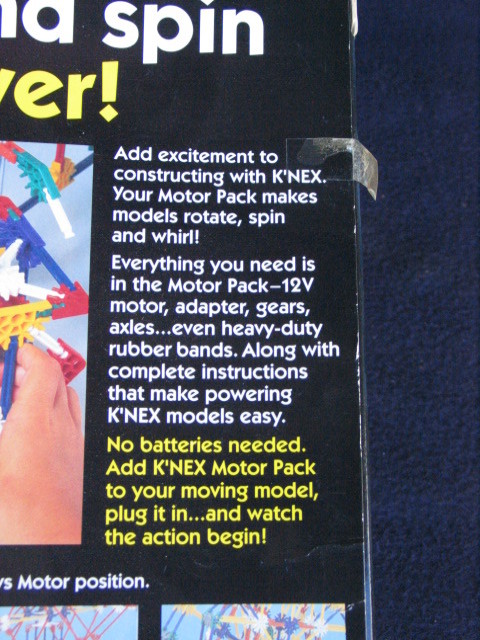 spin
Add excitement to
constructing with K'NEX.
Your Motor Pack makes
models rotate, spin
and whirl!
Everything you need is
in the Motor Pack–12V
motor, adapter, gears,
axles...even heavy-duty
rubber bands. Along with
complete instructions
that make powering
K'NEX models easy.
No batteries needed.
Add K'NEX Motor Pack
to your moving model,
plug it in...and watch
the action begin!
Motor position.